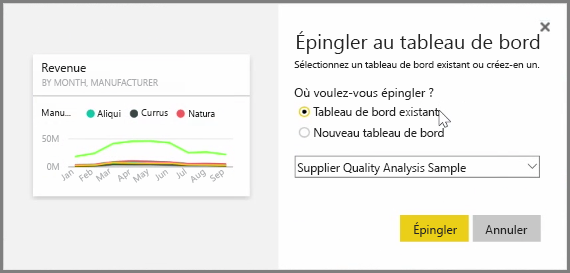 Revenue
BY MONTH, MANUFACTURER
Manu... Aliqui Currus Natura
50M
0M
Jan Feb Mar Apr May Jun Jul Aug Sep
Épingler au tableau de bord
Sélectionnez un tableau de bord existant ou créez-en un.
Où voulez-vous épingler ?
Tableau de bord existant
Nouveau tableau de bord
Supplier Quality Analysis Sample
Épingler Annuler